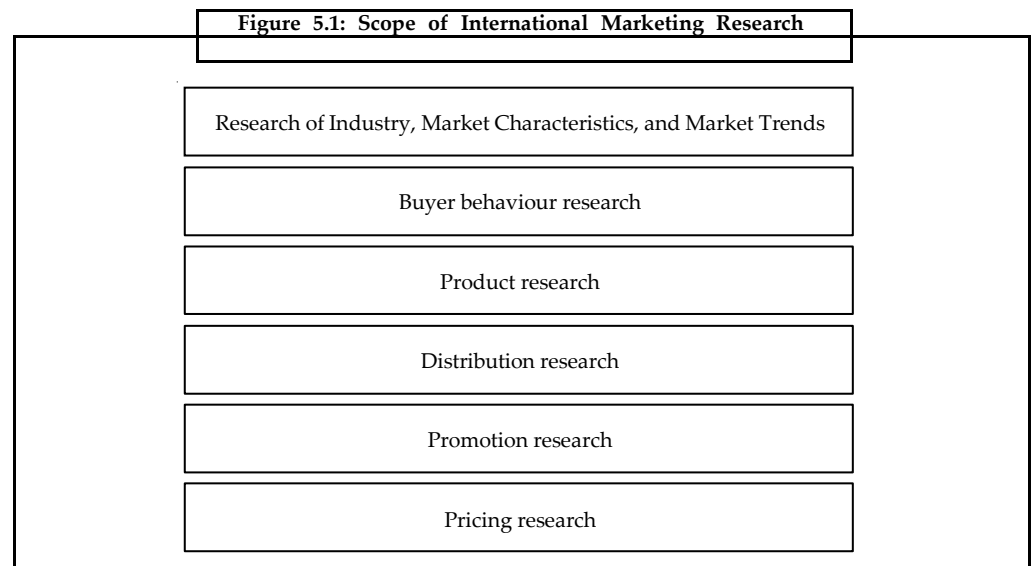 Figure 5.1: Scope of International Marketing Research
Research of Industry, Market Characteristics, and Market Trends
Buyer behaviour research
Product research
Distribution research
Promotion research
Pricing research